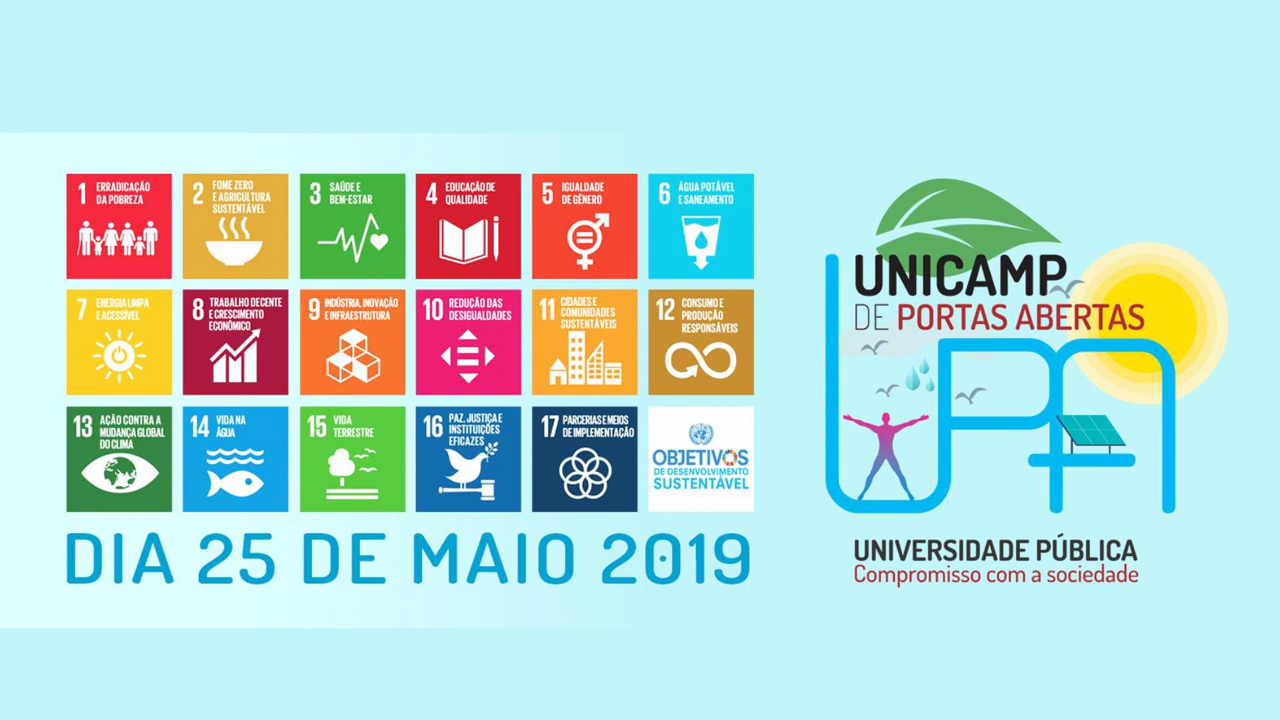 1 ERRADICAÇÃO
DA POBREZA
2 FOME ZERO
E AGRICULTURA
SUSTENTÁVEL
3 SAÚDE E
BEM-ESTAR
4 EDUCAÇÃO DE
QUALIDADE
5 IGUALDADE
DE GÊNERO
6 ÁGUA POTÁVEL
E SANEAMENTO
7 ENERGIA LIMPA
E ACESSÍVEL
8 TRABALHO DECENTE
E CRESCIMENTO
ECONÔMICO
9 INDÚSTRIA, INOVAÇÃO
E INFRAESTRUTURA
10 REDUÇÃO DAS
DESIGUALDADES
11 CIDADES E
COMUNIDADES
SUSTENTÁVEIS
12 CONSUMO E
PRODUÇÃO
RESPONSÁVEIS
13 AÇÃO CONTRA A
MUDANÇA GLOBAL
DO CLIMA
14 VIDA NA
ÁGUA
15 VIDA
TERRESTRE
16 PAZ, JUSTIÇA E
INSTITUIÇÕES
EFICAZES
17 PARCERIAS E MEIOS
DE IMPLEMENTAÇÃO
OBJETIVOS
DE DESENVOLVIMENTO
SUSTENTÁVEL
DIA 25 DE MAIO 2019
UNICAMP
DE PORTAS ABERTAS
UPA
UNIVERSIDADE PÚBLICA
Compromisso com a sociedade